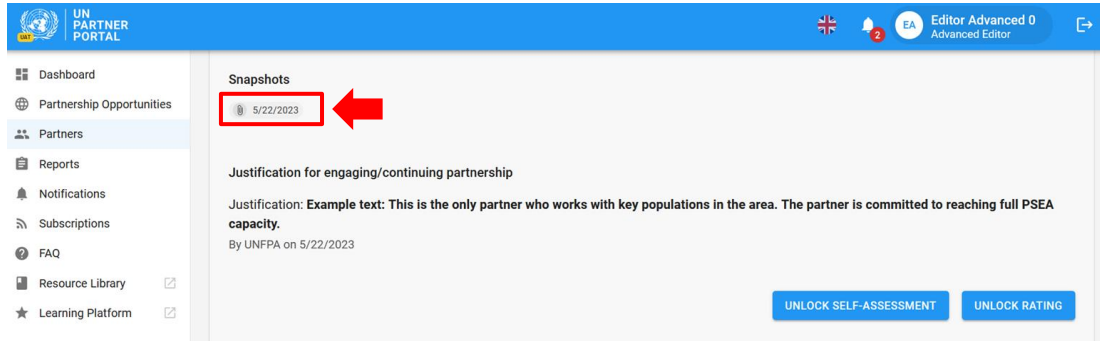 UN
PARTNER
PORTAL
UAT
EA
Editor Advanced 0
Advanced Editor
2
Dashboard
Partnership Opportunities
Partners
Reports
Notifications
Subscriptions
FAQ
Resource Library
Learning Platform
Snapshots
5/22/2023
Justification for engaging/continuing partnership
Justification: Example text: This is the only partner who works with key populations in the area. The partner is committed to reaching full PSEA
capacity.
By UNFPA on 5/22/2023
UNLOCK SELF-ASSESSMENT
UNLOCK RATING